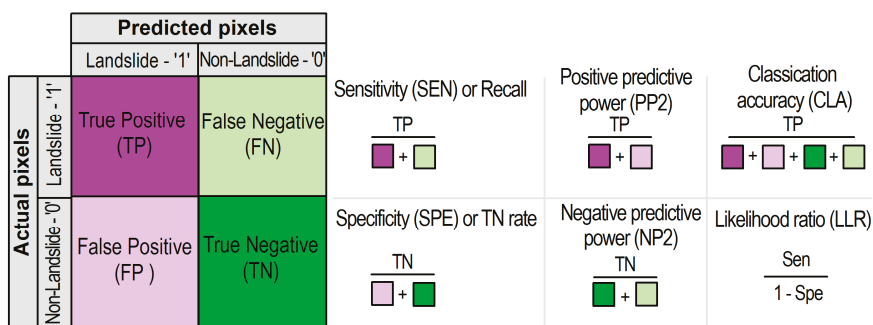 Predicted pixels
Landslide - '1'
Non-Landslide - '0'
Actual pixels
Landslide - '1'
Non-Landslide - '0'
True Positive
(TP)
False Negative
(FN)
False Positive
(FP )
True Negative
(TN)
Sensitivity (SEN) or Recall
TP
+
Positive predictive
power (PP2)
TP
+
Classication
accuracy (CLA)
TP
+ + +
Specificity (SPE) or TN rate
TN
+
Negative predictive
power (NP2)
TN
+
Likelihood ratio (LLR)
Sen
1 - Spe